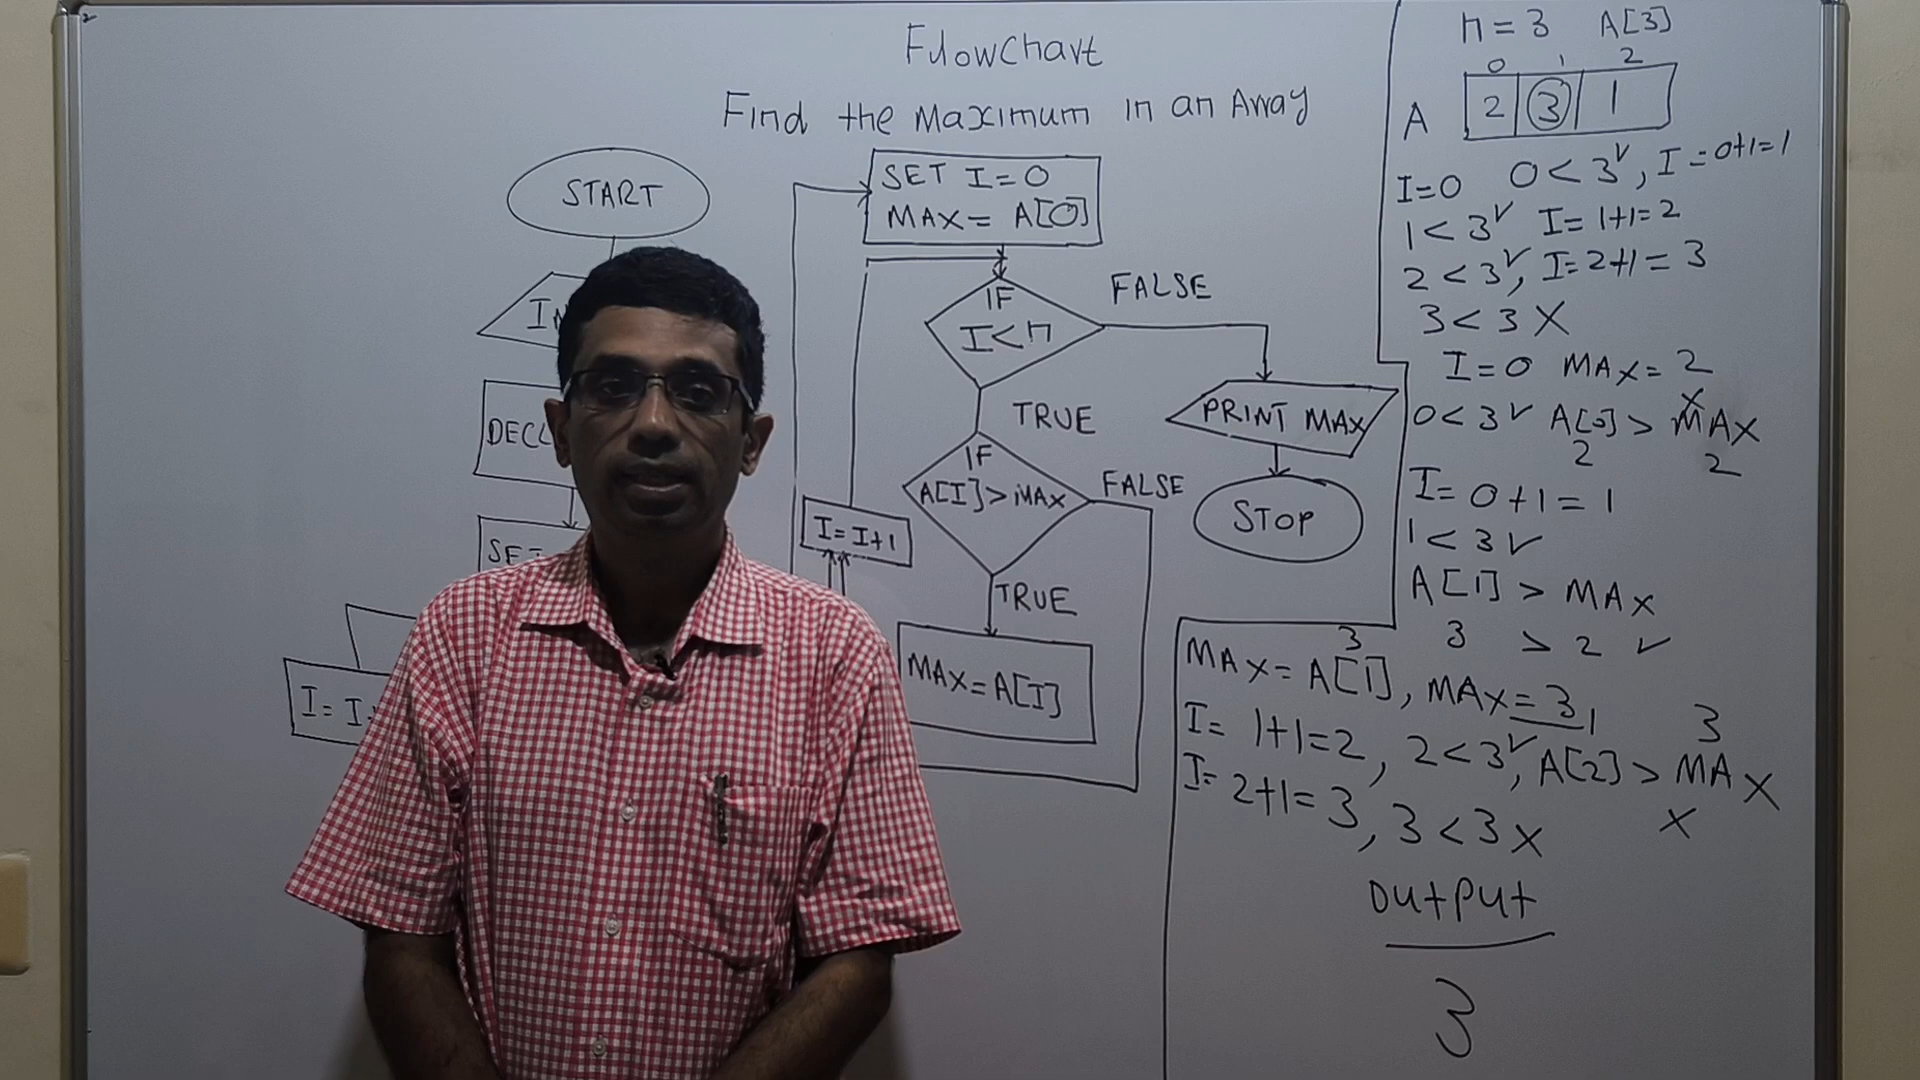 Flowchart
Find the Maximum in an Array
START
SET I=0
MAX= A[0]
IF
I<n
FALSE
TRUE
PRINT MAX
STOP
IF
A[I]>MAX
FALSE
TRUE
I=I+1
MAX=A[I]
I=
n=3 A[3]
0 1 2
A 2 3 1
I=0 0<3✓, I=0+1=1
1<3✓ I=1+1=2
2<3✓, I=2+1=3
3<3 X
I=0 MAX=2
X
0<3✓ A[0]>MAX
2 2
I=0+1=1
1<3✓
A[1]>MAX
3 > 2 ✓
3
MAX=A[1], MAX=3
1 3
I= 1+1=2, 2<3✓, A[2]>MAX
X
I=2+1=3, 3<3 X
output
3